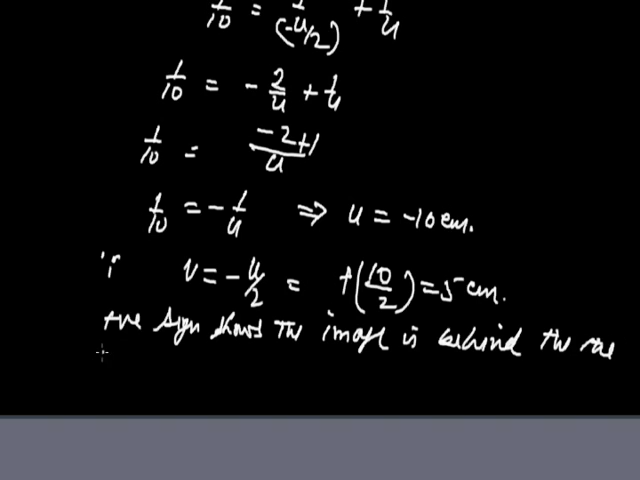 1/10 = 1/(-u/2) + 1/u
1/10 = - 2/u + 1/u
1/10 = -2+1/u
1/10 = - 1/u ⇒ u = -10 cm.
∵ v = - u/2 = +(10/2) = 5 cm.
+ve sign shows the image is behind the